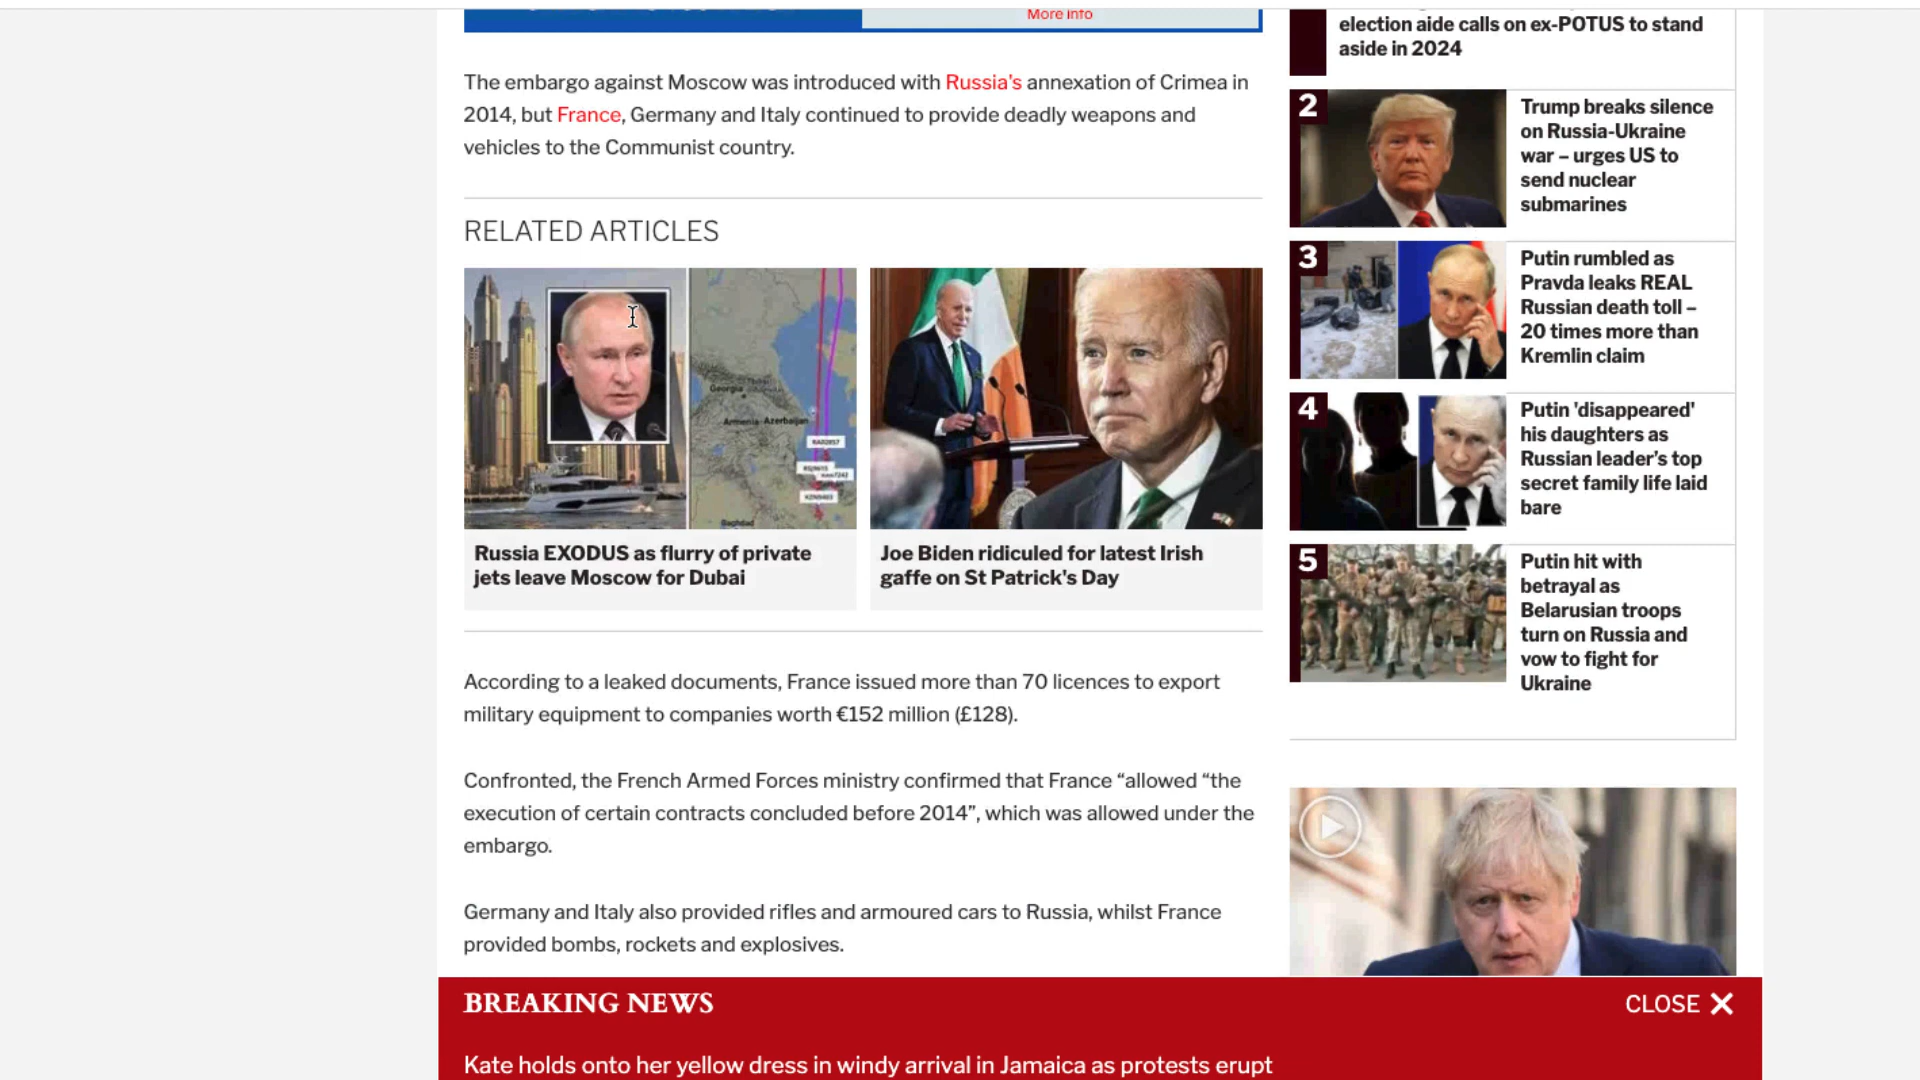 More info
The embargo against Moscow was introduced with Russia's annexation of Crimea in
2014, but France, Germany and Italy continued to provide deadly weapons and
vehicles to the Communist country.
RELATED ARTICLES
Georgia
Armenia Azerbaijan
Baghdad
Russia EXODUS as flurry of private
jets leave Moscow for Dubai
Joe Biden ridiculed for latest Irish
gaffe on St Patrick's Day
According to a leaked documents, France issued more than 70 licences to export
military equipment to companies worth €152 million (£128).
Confronted, the French Armed Forces ministry confirmed that France “allowed “the
execution of certain contracts concluded before 2014”, which was allowed under the
embargo.
Germany and Italy also provided rifles and armoured cars to Russia, whilst France
provided bombs, rockets and explosives.
election aide calls on ex-POTUS to stand
aside in 2024
2
Trump breaks silence
on Russia-Ukraine
war – urges US to
send nuclear
submarines
3
Putin rumbled as
Pravda leaks REAL
Russian death toll –
20 times more than
Kremlin claim
4
Putin 'disappeared'
his daughters as
Russian leader’s top
secret family life laid
bare
5
Putin hit with
betrayal as
Belarusian troops
turn on Russia and
vow to fight for
Ukraine
BREAKING NEWS
CLOSE
Kate holds onto her yellow dress in windy arrival in Jamaica as protests erupt